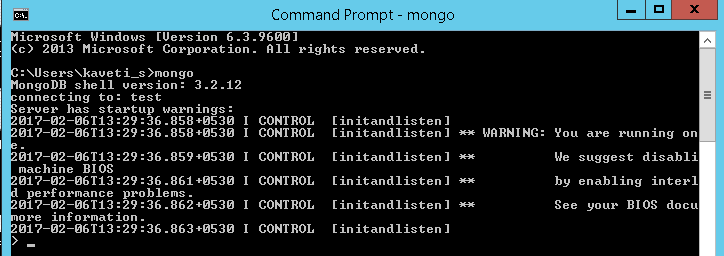 Command Prompt - mongo
Microsoft Windows [Version 6.3.9600]
(c) 2013 Microsoft Corporation. All rights reserved.
C:\Users\kaveti_s>mongo
MongoDB shell version: 3.2.12
connecting to: test
Server has startup warnings:
2017-02-06T13:29:36.858+0530 I CONTROL  [initandlisten]
2017-02-06T13:29:36.858+0530 I CONTROL  [initandlisten] ** WARNING: You are running on
e.
2017-02-06T13:29:36.859+0530 I CONTROL  [initandlisten] **          We suggest disabli
 machine BIOS
2017-02-06T13:29:36.861+0530 I CONTROL  [initandlisten] **          by enabling interl
d performance problems.
2017-02-06T13:29:36.862+0530 I CONTROL  [initandlisten] **          See your BIOS docu
more information.
2017-02-06T13:29:36.863+0530 I CONTROL  [initandlisten]
> _